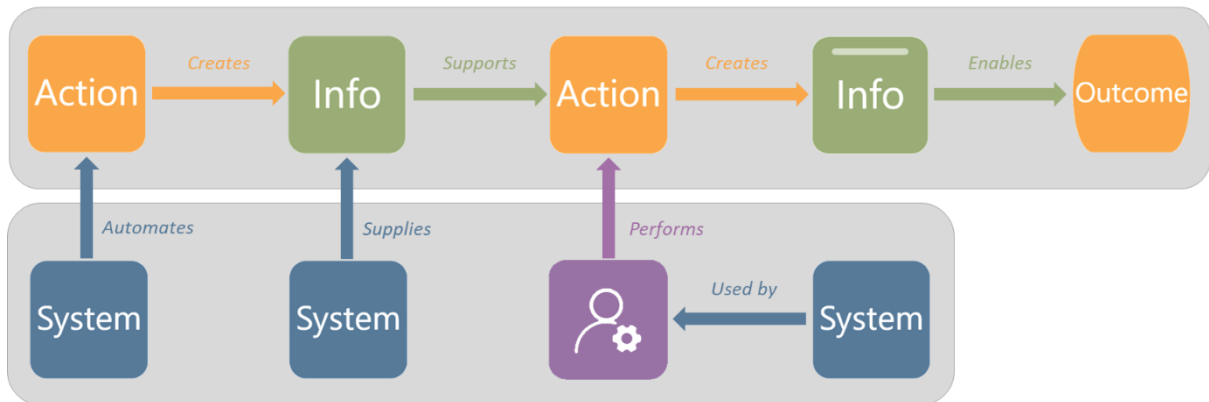 Action
Creates
Info
Supports
Action
Creates
Info
Enables
Outcome
Automates
Supplies
Performs
System
System
Used by
System